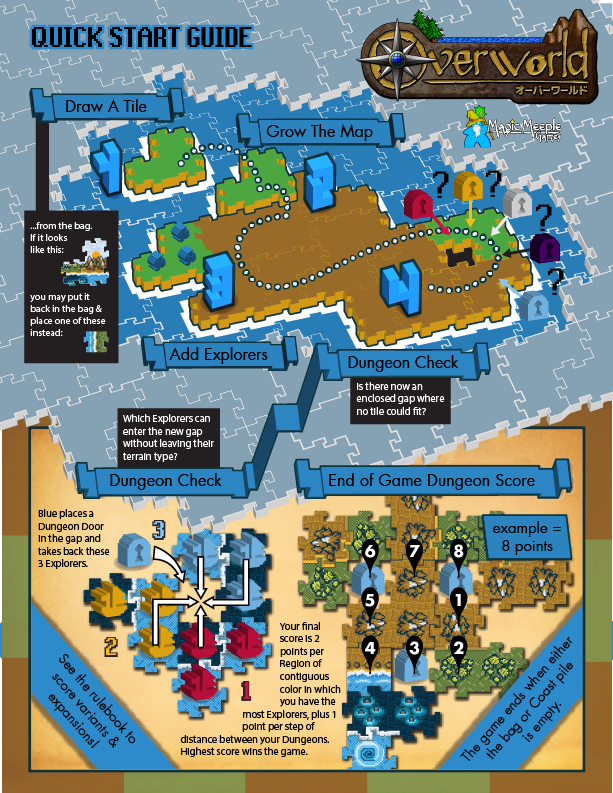 QUICK START GUIDE
Overworld
オーバーワールド
Magic Meeple
Games
Draw A Tile
Grow The Map
1
2
3
4
?
?
?
?
?
...from the bag.
If it looks
like this:
you may put it
back in the bag &
place one of these
instead:
Add Explorers
Dungeon Check
Is there now an
enclosed gap where
no tile could fit?
Which Explorers can
enter the new gap
without leaving their
terrain type?
Dungeon Check
End of Game Dungeon Score
Blue places a
Dungeon Door
in the gap and
takes back these
3 Explorers.
3
2
1
example =
8 points
6
7
8
5
1
4
3
2
Your final
score is 2
points per
Region of
contiguous
color in which
you have the
most Explorers, plus 1
point per step of
distance between your Dungeons.
Highest score wins the game.
See the rulebook to
score variants &
expansions!
The game ends when either
the bag or Coast pile
is empty.